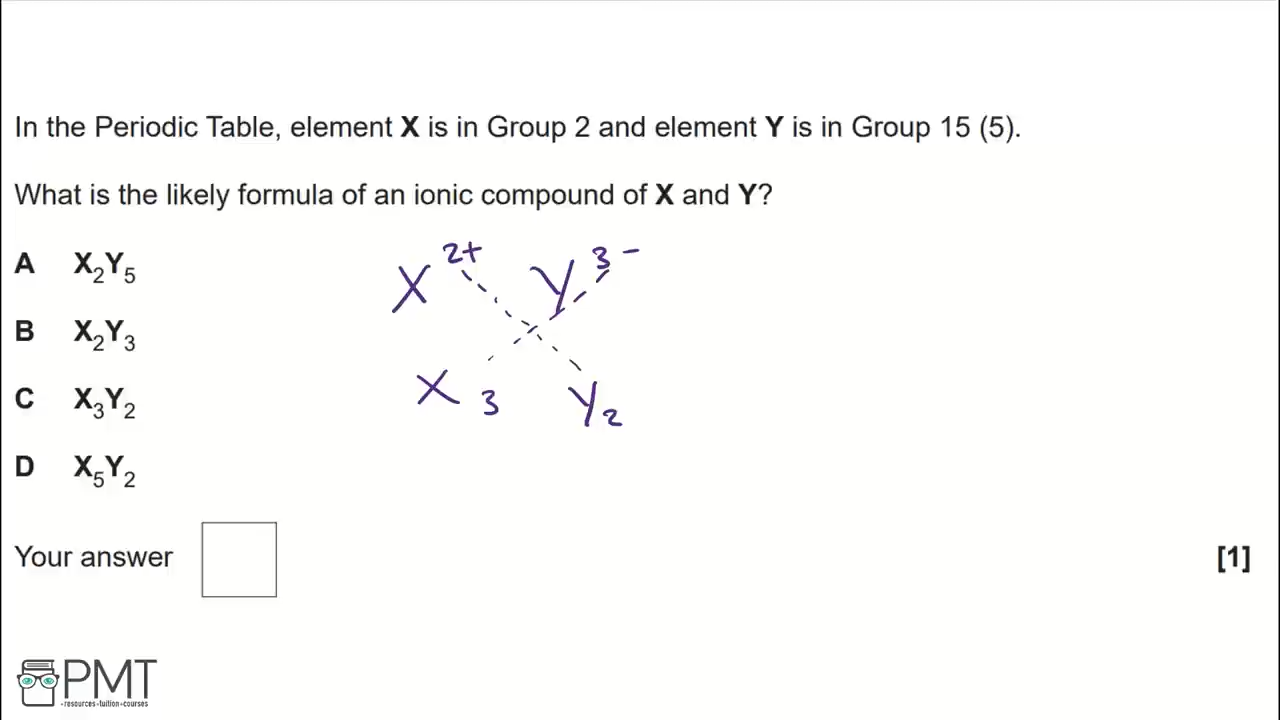 In the Periodic Table, element X is in Group 2 and element Y is in Group 15 (5).
What is the likely formula of an ionic compound of X and Y?
A X₂Y₅
B X₂Y₃
C X₃Y₂
D X₅Y₂
X²⁺ Y³⁻
X₃ Y₂
Your answer
[1]
PMT
•resources•tuition•courses